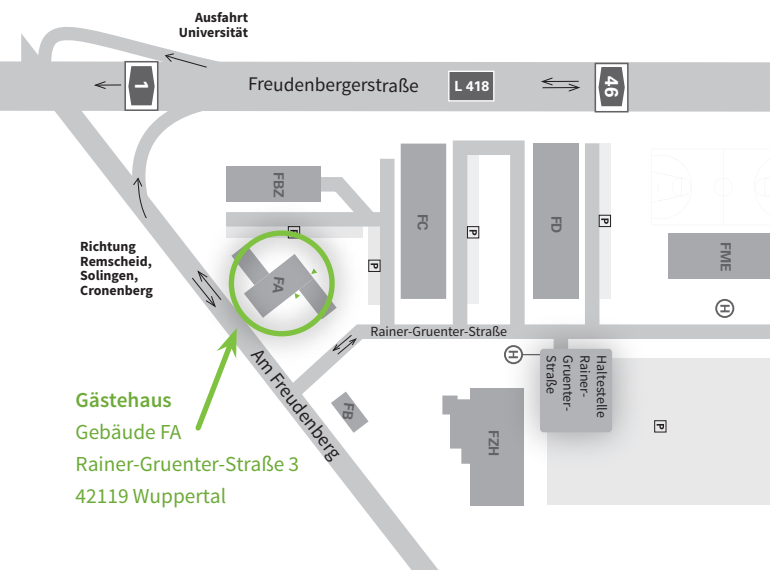 Ausfahrt
Universität
1
Freudenbergerstraße
L 418
46
FBZ
P
FA
P
FC
P
FD
P
FME
H
Richtung
Remscheid,
Solingen,
Cronenberg
Rainer-Gruenter-Straße
H
Haltestelle
Rainer-
Gruenter-
Straße
Am Freudenberg
FB
FZH
P
Gästehaus
Gebäude FA
Rainer-Gruenter-Straße 3
42119 Wuppertal